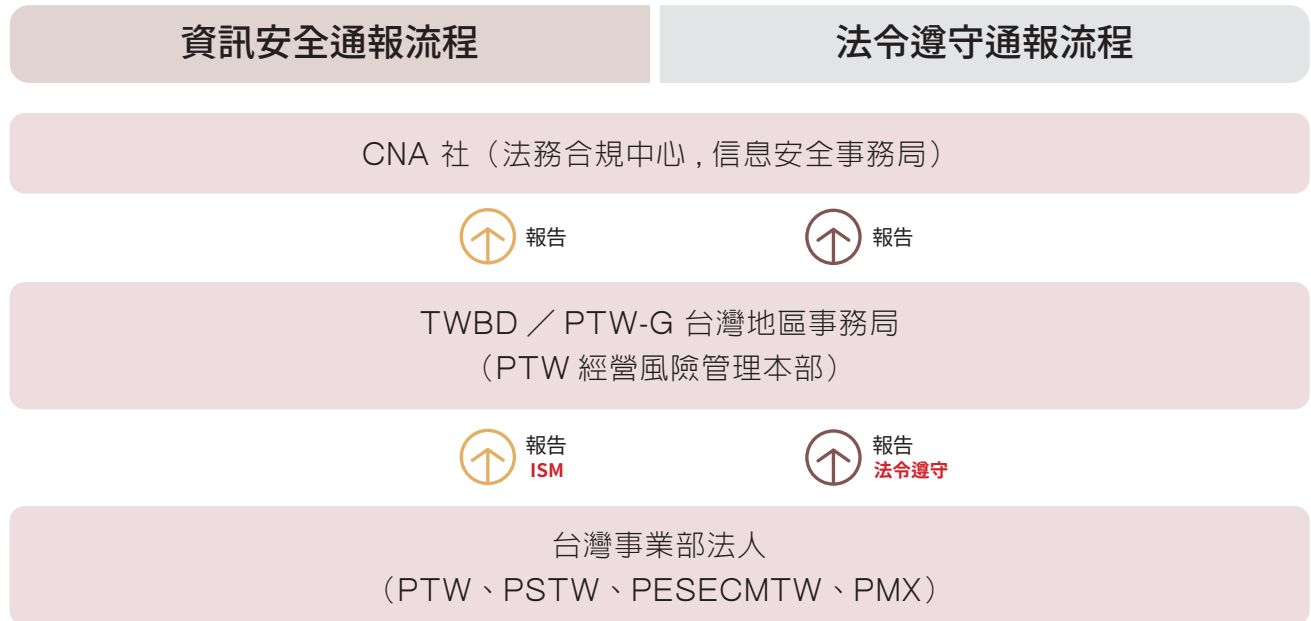 資訊安全通報流程
法令遵守通報流程
CNA 社（法務合規中心 , 信息安全事務局）
報告
報告
TWBD ／ PTW-G 台灣地區事務局
（PTW 經營風險管理本部）
報告
ISM
報告
法令遵守
台灣事業部法人
（PTW、PSTW、PESECMTW、PMX）